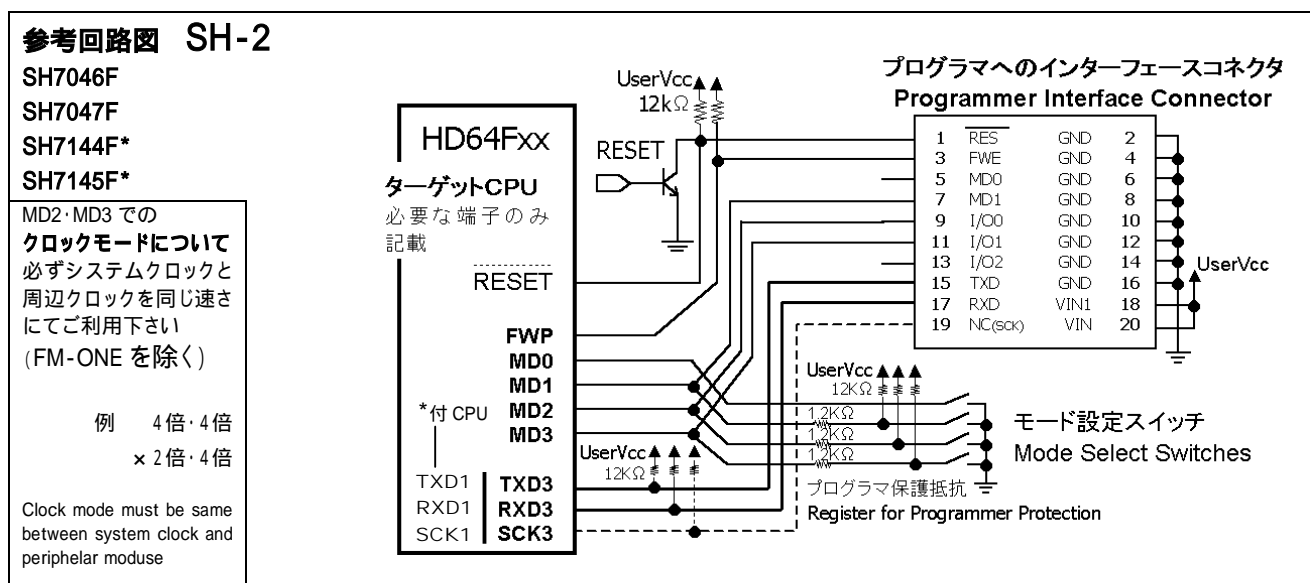 参考回路図 SH-2
SH7046F
SH7047F
SH7144F*
SH7145F*
MD2･MD3 での
クロックモードについて
必ずシステムクロックと
周辺クロックを同じ速さ
にてご利用下さい
(FM-ONE を除く)
例 4倍･4倍
×2倍･4倍
Clock mode must be same
between system clock and
periphelar moduse
HD64Fxx
ターゲットCPU
必要な端子のみ
記載
RESET
FWP
MD0
MD1
MD2
MD3
*付 CPU
TXD1 TXD3
RXD1 RXD3
SCK1 SCK3
UserVcc
12kΩ
RESET
UserVcc
12KΩ
プログラマへのインターフェースコネクタ
Programmer Interface Connector
1 RES GND 2
3 FWE GND 4
5 MD0 GND 6
7 MD1 GND 8
9 I/O0 GND 10
11 I/O1 GND 12
13 I/O2 GND 14
15 TXD GND 16
17 RXD VIN1 18
19 NC(SCK) VIN 20
UserVcc
UserVcc
12KΩ
1.2KΩ
1.2KΩ
1.2KΩ
モード設定スイッチ
Mode Select Switches
プログラマ保護抵抗
Register for Programmer Protection